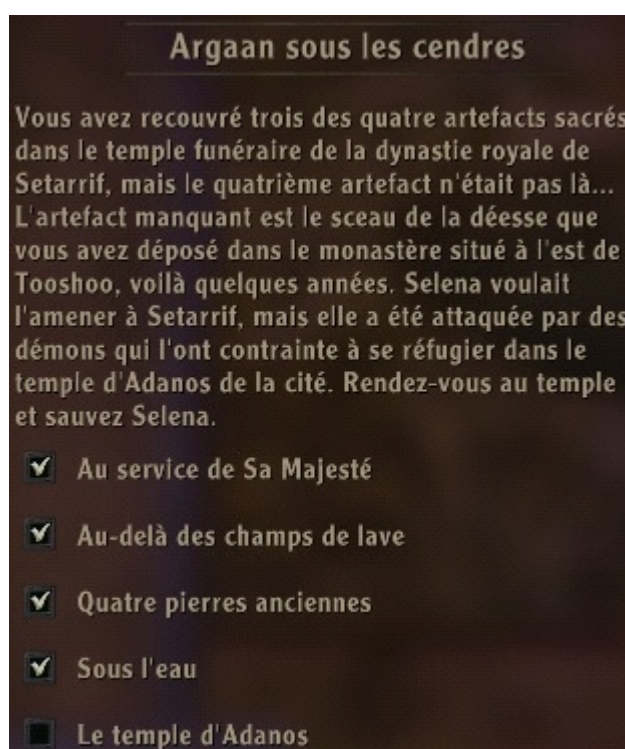 Argaan sous les cendres
Vous avez recouvré trois des quatre artefacts sacrés
dans le temple funéraire de la dynastie royale de
Setarrif, mais le quatrième artefact n'était pas là...
L'artefact manquant est le sceau de la déesse que
vous avez déposé dans le monastère situé à l'est de
Tooshoo, voilà quelques années. Selena voulait
l'amener à Setarrif, mais elle a été attaquée par des
démons qui l'ont contrainte à se réfugier dans le
temple d'Adanos de la cité. Rendez-vous au temple
et sauvez Selena.
Au service de Sa Majesté
Au-delà des champs de lave
Quatre pierres anciennes
Sous l'eau
Le temple d'Adanos